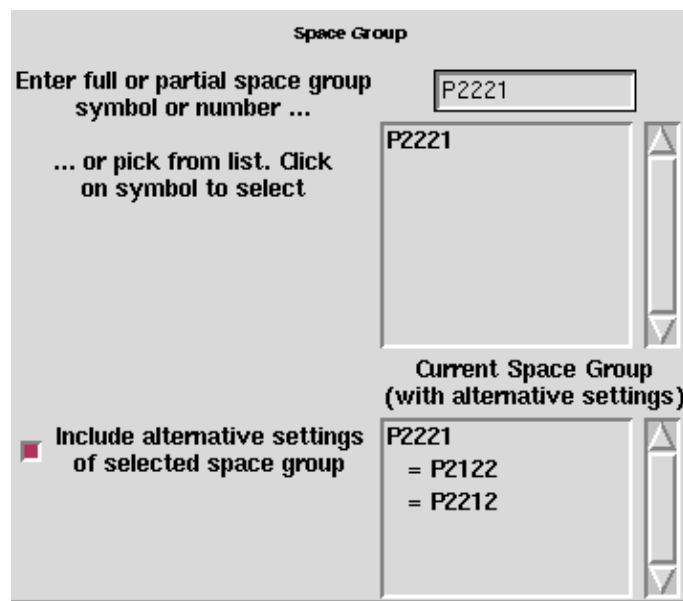 Space Group
Enter full or partial space group
symbol or number ...
P2221
... or pick from list. Click
on symbol to select
P2221
Current Space Group
(with alternative settings)
Include alternative settings
of selected space group
P2221
= P2122
= P2212